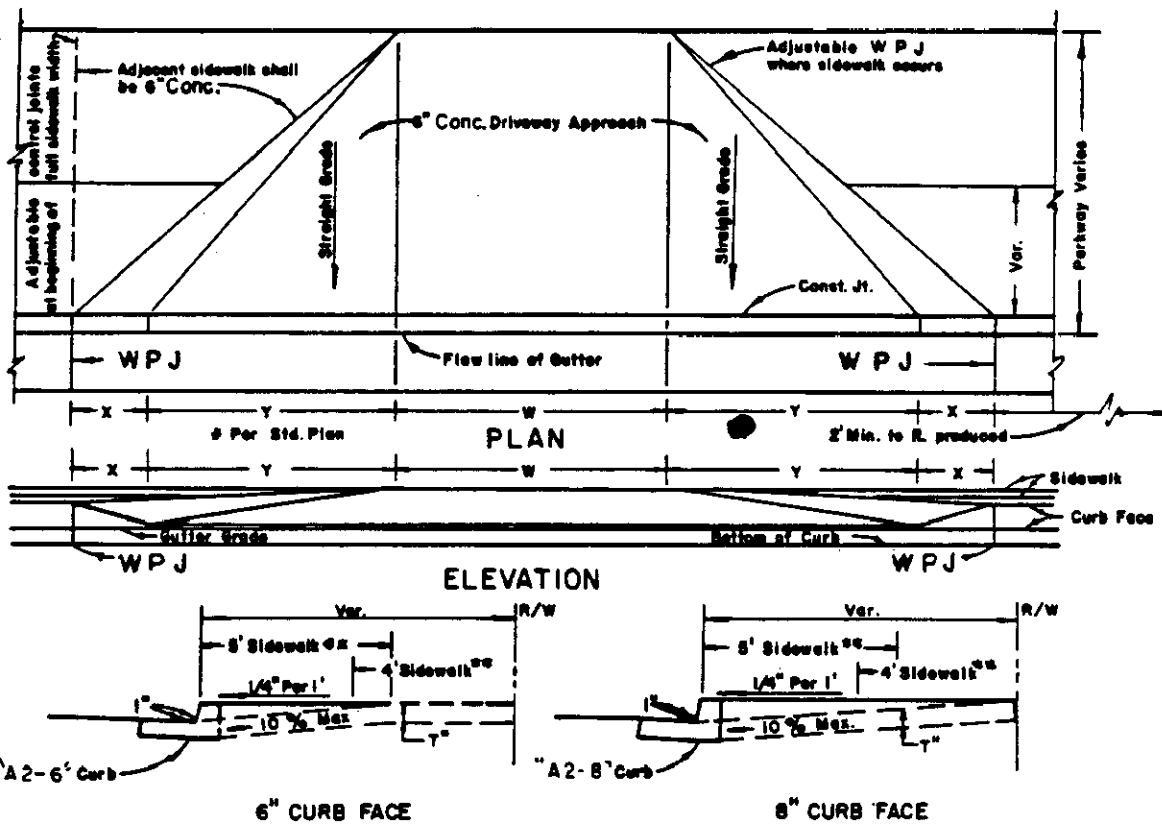 Adjacent sidewalk shall
be 6" Conc.
Adjustable W P J
where sidewalk occurs
Adjustable control joints
at beginning of full sidewalk width
6" Conc. Driveway Approach
Straight Grade
Straight Grade
Var.
Parkway Varies
Const. Jt.
Flow line of Gutter
W P J
W P J
X Y W Y X
# Per Std. Plan
PLAN
2' Min. to R. produced
X Y W Y X
Sidewalk
Curb Face
Gutter Grade
Bottom of Curb
W P J
W P J
ELEVATION
Var.
R/W
5' Sidewalk **
4' Sidewalk**
1/4" Per 1'
1"
10 % Max
T"
"A2-6" Curb
6" CURB FACE
Var.
R/W
5' Sidewalk**
4' Sidewalk**
1/4" Per 1'
1"
10 % Max.
T"
"A2-8" Curb
8" CURB FACE